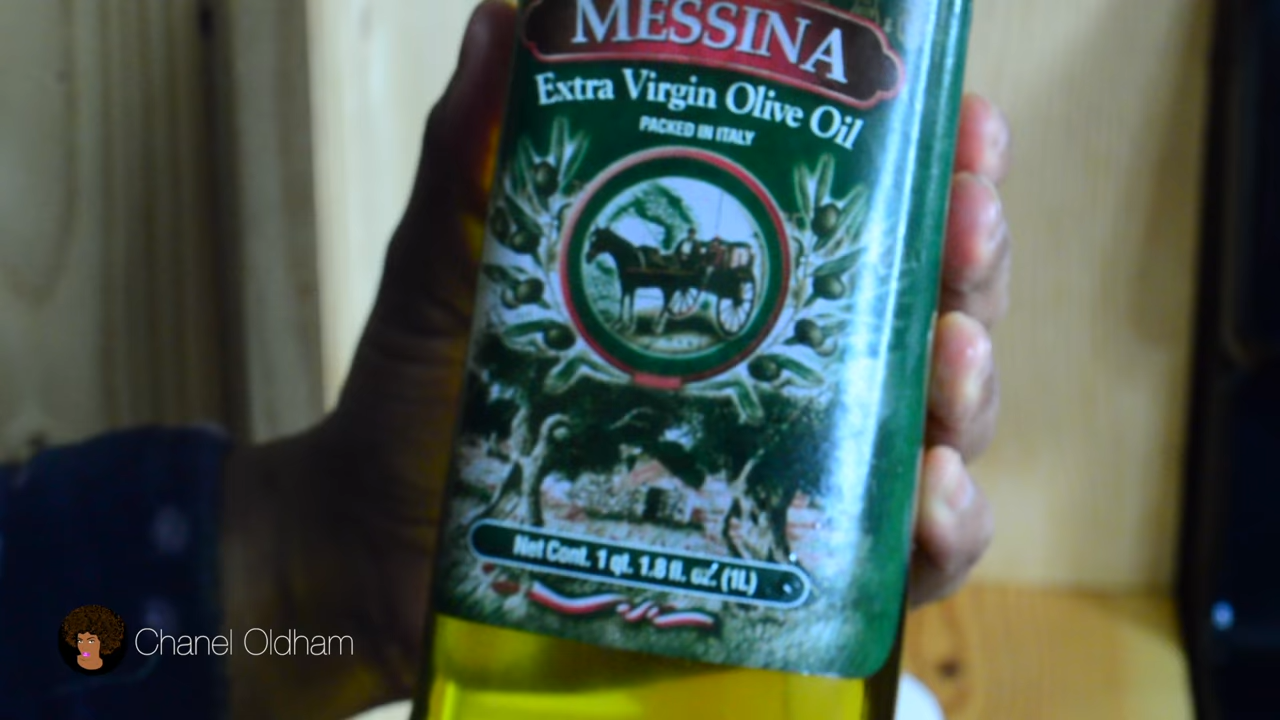 MESSINA
Extra Virgin Olive Oil
PACKED IN ITALY
Net Cont. 1 qt. 1.8 fl. oz. (1L)
Chanel Oldham